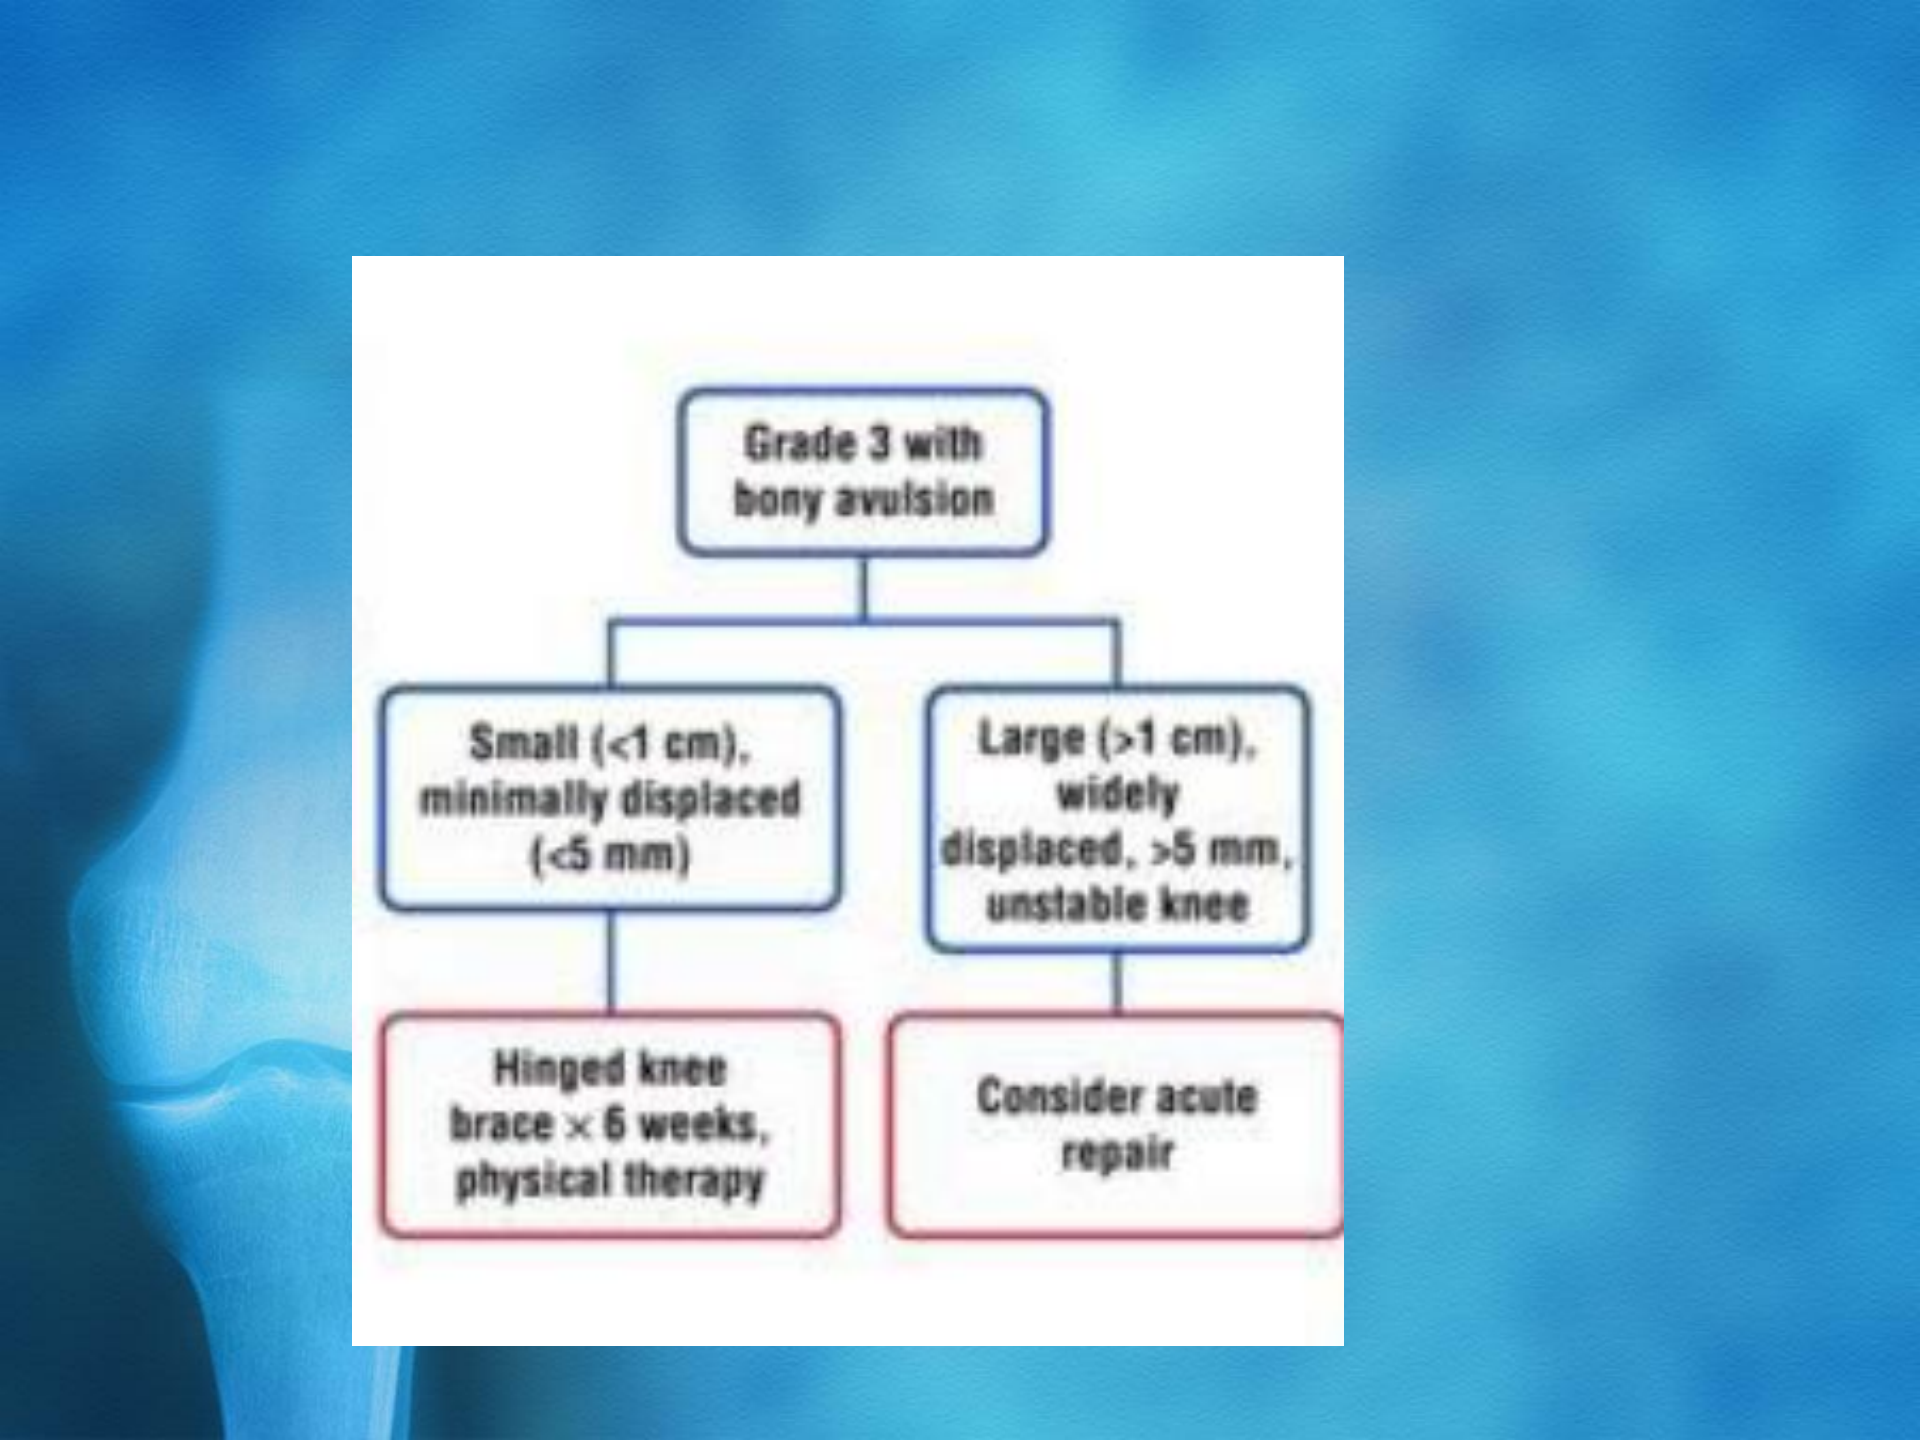 Grade 3 with
bony avulsion
Small (<1 cm),
minimally displaced
(<5 mm)
Large (>1 cm),
widely
displaced, >5 mm,
unstable knee
Hinged knee
brace × 6 weeks,
physical therapy
Consider acute
repair